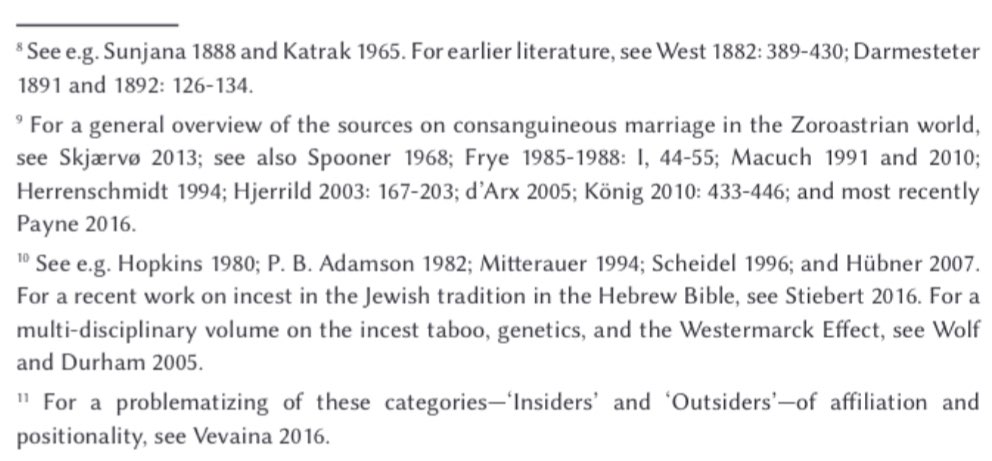 ⁸ See e.g. Sunjana 1888 and Katrak 1965. For earlier literature, see West 1882: 389-430; Darmesteter
1891 and 1892: 126-134.
⁹ For a general overview of the sources on consanguineous marriage in the Zoroastrian world,
see Skjærvø 2013; see also Spooner 1968; Frye 1985-1988: I, 44-55; Macuch 1991 and 2010;
Herrenschmidt 1994; Hjerrild 2003: 167-203; d’Arx 2005; König 2010: 433-446; and most recently
Payne 2016.
¹⁰ See e.g. Hopkins 1980; P. B. Adamson 1982; Mitterauer 1994; Scheidel 1996; and Hübner 2007.
For a recent work on incest in the Jewish tradition in the Hebrew Bible, see Stiebert 2016. For a
multi-disciplinary volume on the incest taboo, genetics, and the Westermarck Effect, see Wolf
and Durham 2005.
¹¹ For a problematizing of these categories—‘Insiders’ and ‘Outsiders’—of affiliation and
positionality, see Vevaina 2016.